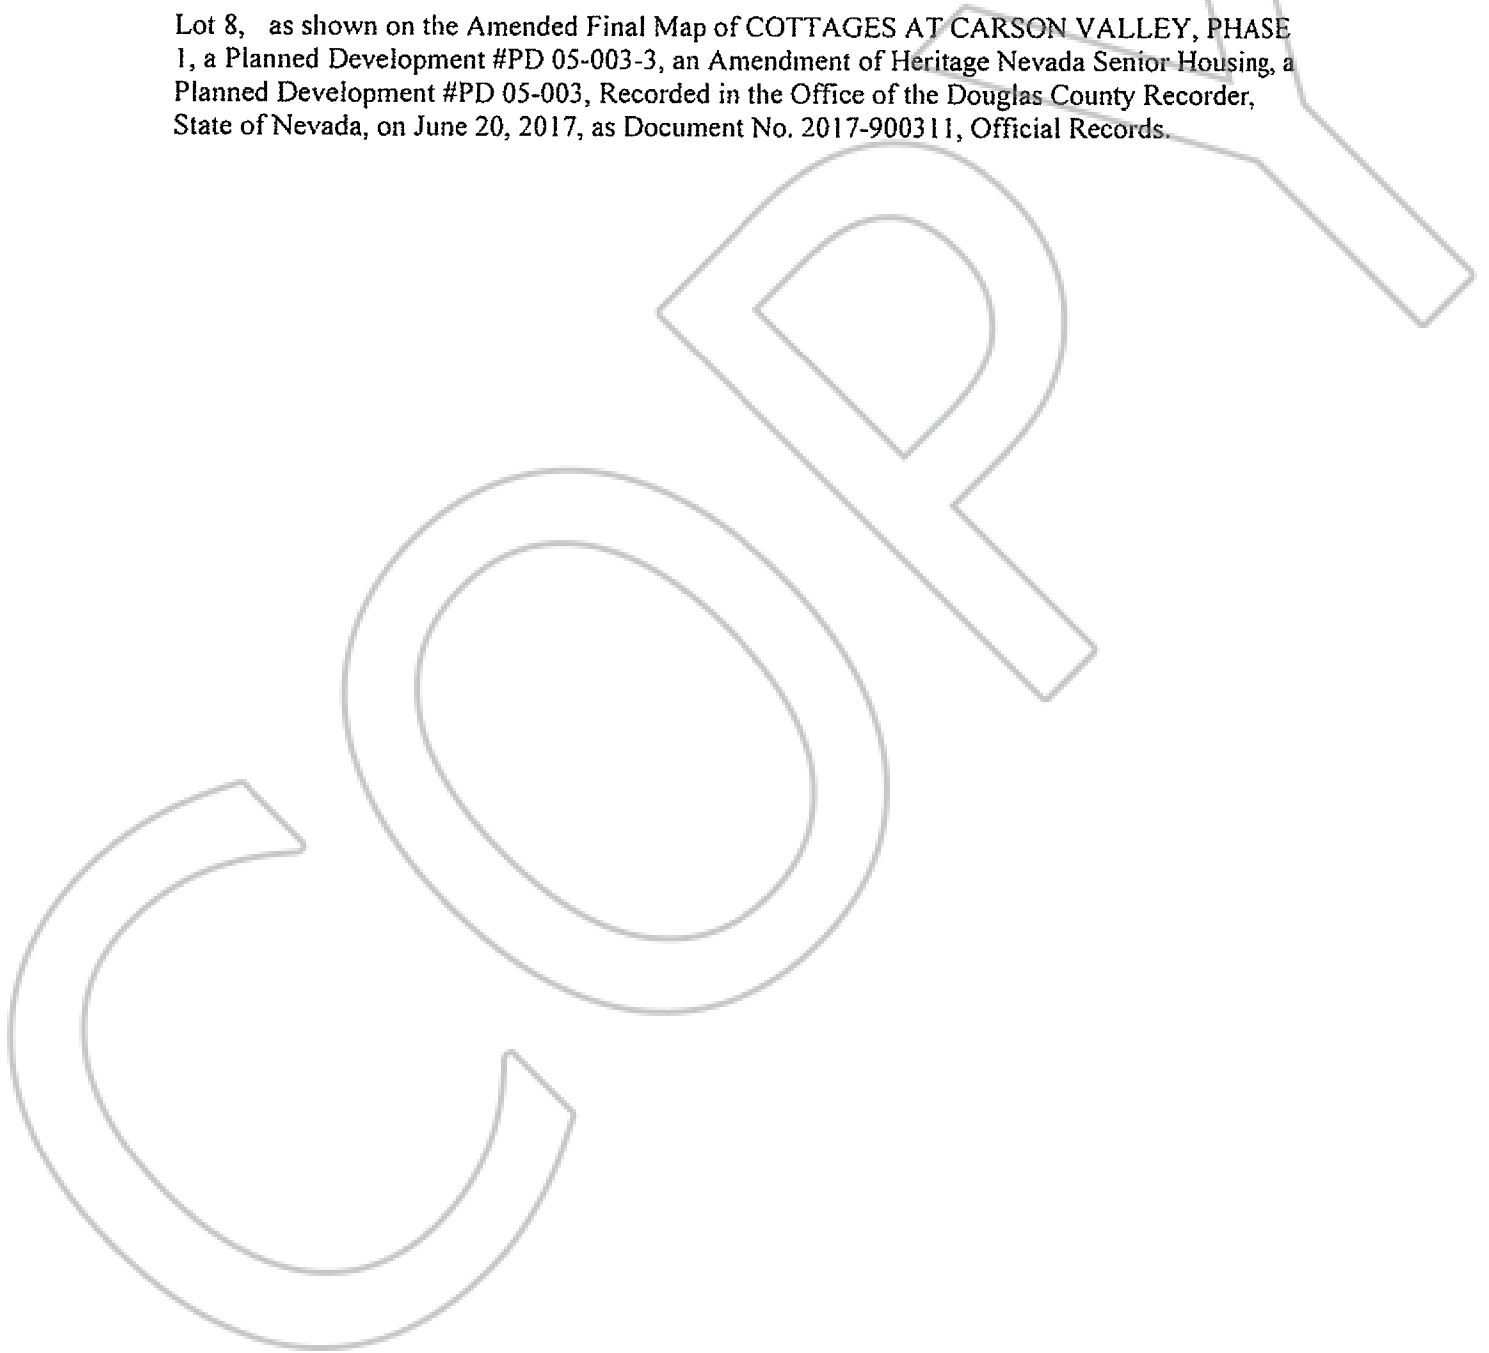 Lot 8, as shown on the Amended Final Map of COTTAGES AT CARSON VALLEY, PHASE
1, a Planned Development #PD 05-003-3, an Amendment of Heritage Nevada Senior Housing, a
Planned Development #PD 05-003, Recorded in the Office of the Douglas County Recorder,
State of Nevada, on June 20, 2017, as Document No. 2017-900311, Official Records.
COPY